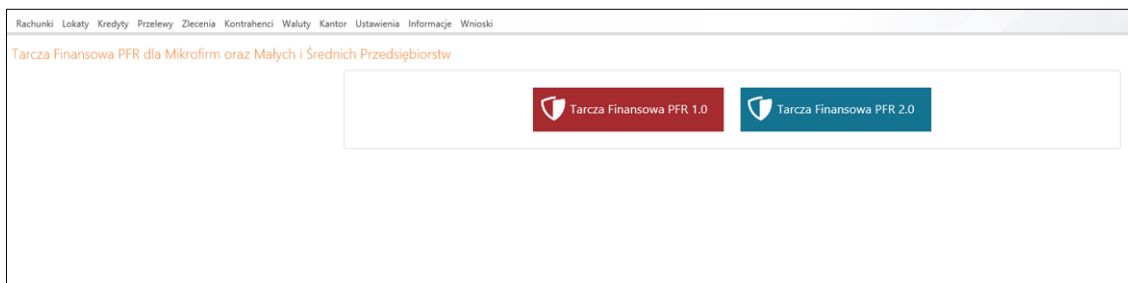 Rachunki Lokaty Kredyty Przelewy Zlecenia Kontrahenci Waluty Kantor Ustawienia Informacje Wnioski
Tarcza Finansowa PFR dla Mikrofirm oraz Małych i Średnich Przedsiębiorstw
Tarcza Finansowa PFR 1.0 Tarcza Finansowa PFR 2.0